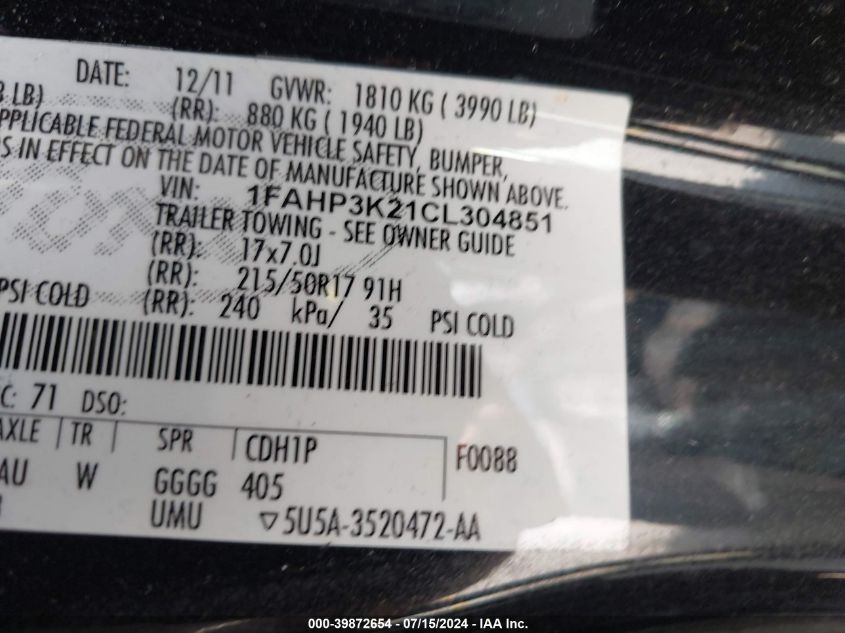 DATE: 12/11 GVWR: 1810 KG ( 3990 LB)
LB) (RR): 880 KG ( 1940 LB)
APPLICABLE FEDERAL MOTOR VEHICLE SAFETY, BUMPER,
S IN EFFECT ON THE DATE OF MANUFACTURE SHOWN ABOVE.
VIN: 1FAHP3K21CL304851
TRAILER TOWING - SEE OWNER GUIDE
(RR): 17x7.0J
(RR): 215/50R17 91H
PSI COLD (RR): 240 kPa/ 35 PSI COLD
C: 71 DSO:
AXLE TR SPR CDH1P F0088
AU W GGGG 405
UMU ▽5U5A-3520472-AA
000-39872654 - 07/15/2024 - IAAI.com.